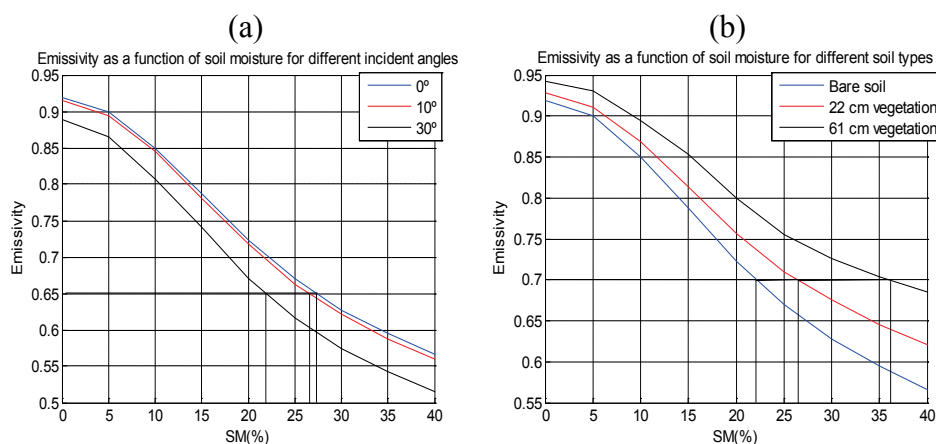 (a)
Emissivity as a function of soil moisture for different incident angles
0.95
0.9
0.85
0.8
0.75
0.7
0.65
0.6
0.55
0.5
Emissivity
0º
10º
30º
0 5 10 15 20 25 30 35 40
SM(%)
(b)
Emissivity as a function of soil moisture for different soil types
0.95
0.9
0.85
0.8
0.75
0.7
0.65
0.6
0.55
Emissivity
Bare soil
22 cm vegetation
61 cm vegetation
0 5 10 15 20 25 30 35 40
SM(%)